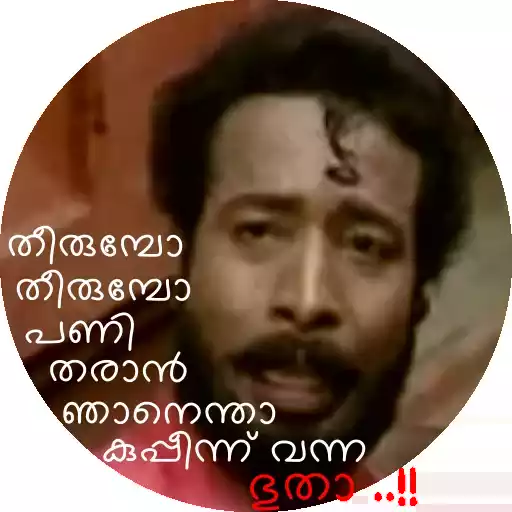 തീരുമ്പോ
തീരുമ്പോ
പണി
തരാൻ
ഞാനെന്താ
കുപ്പീന്ന് വന്ന
ഭൂതാ ..!!